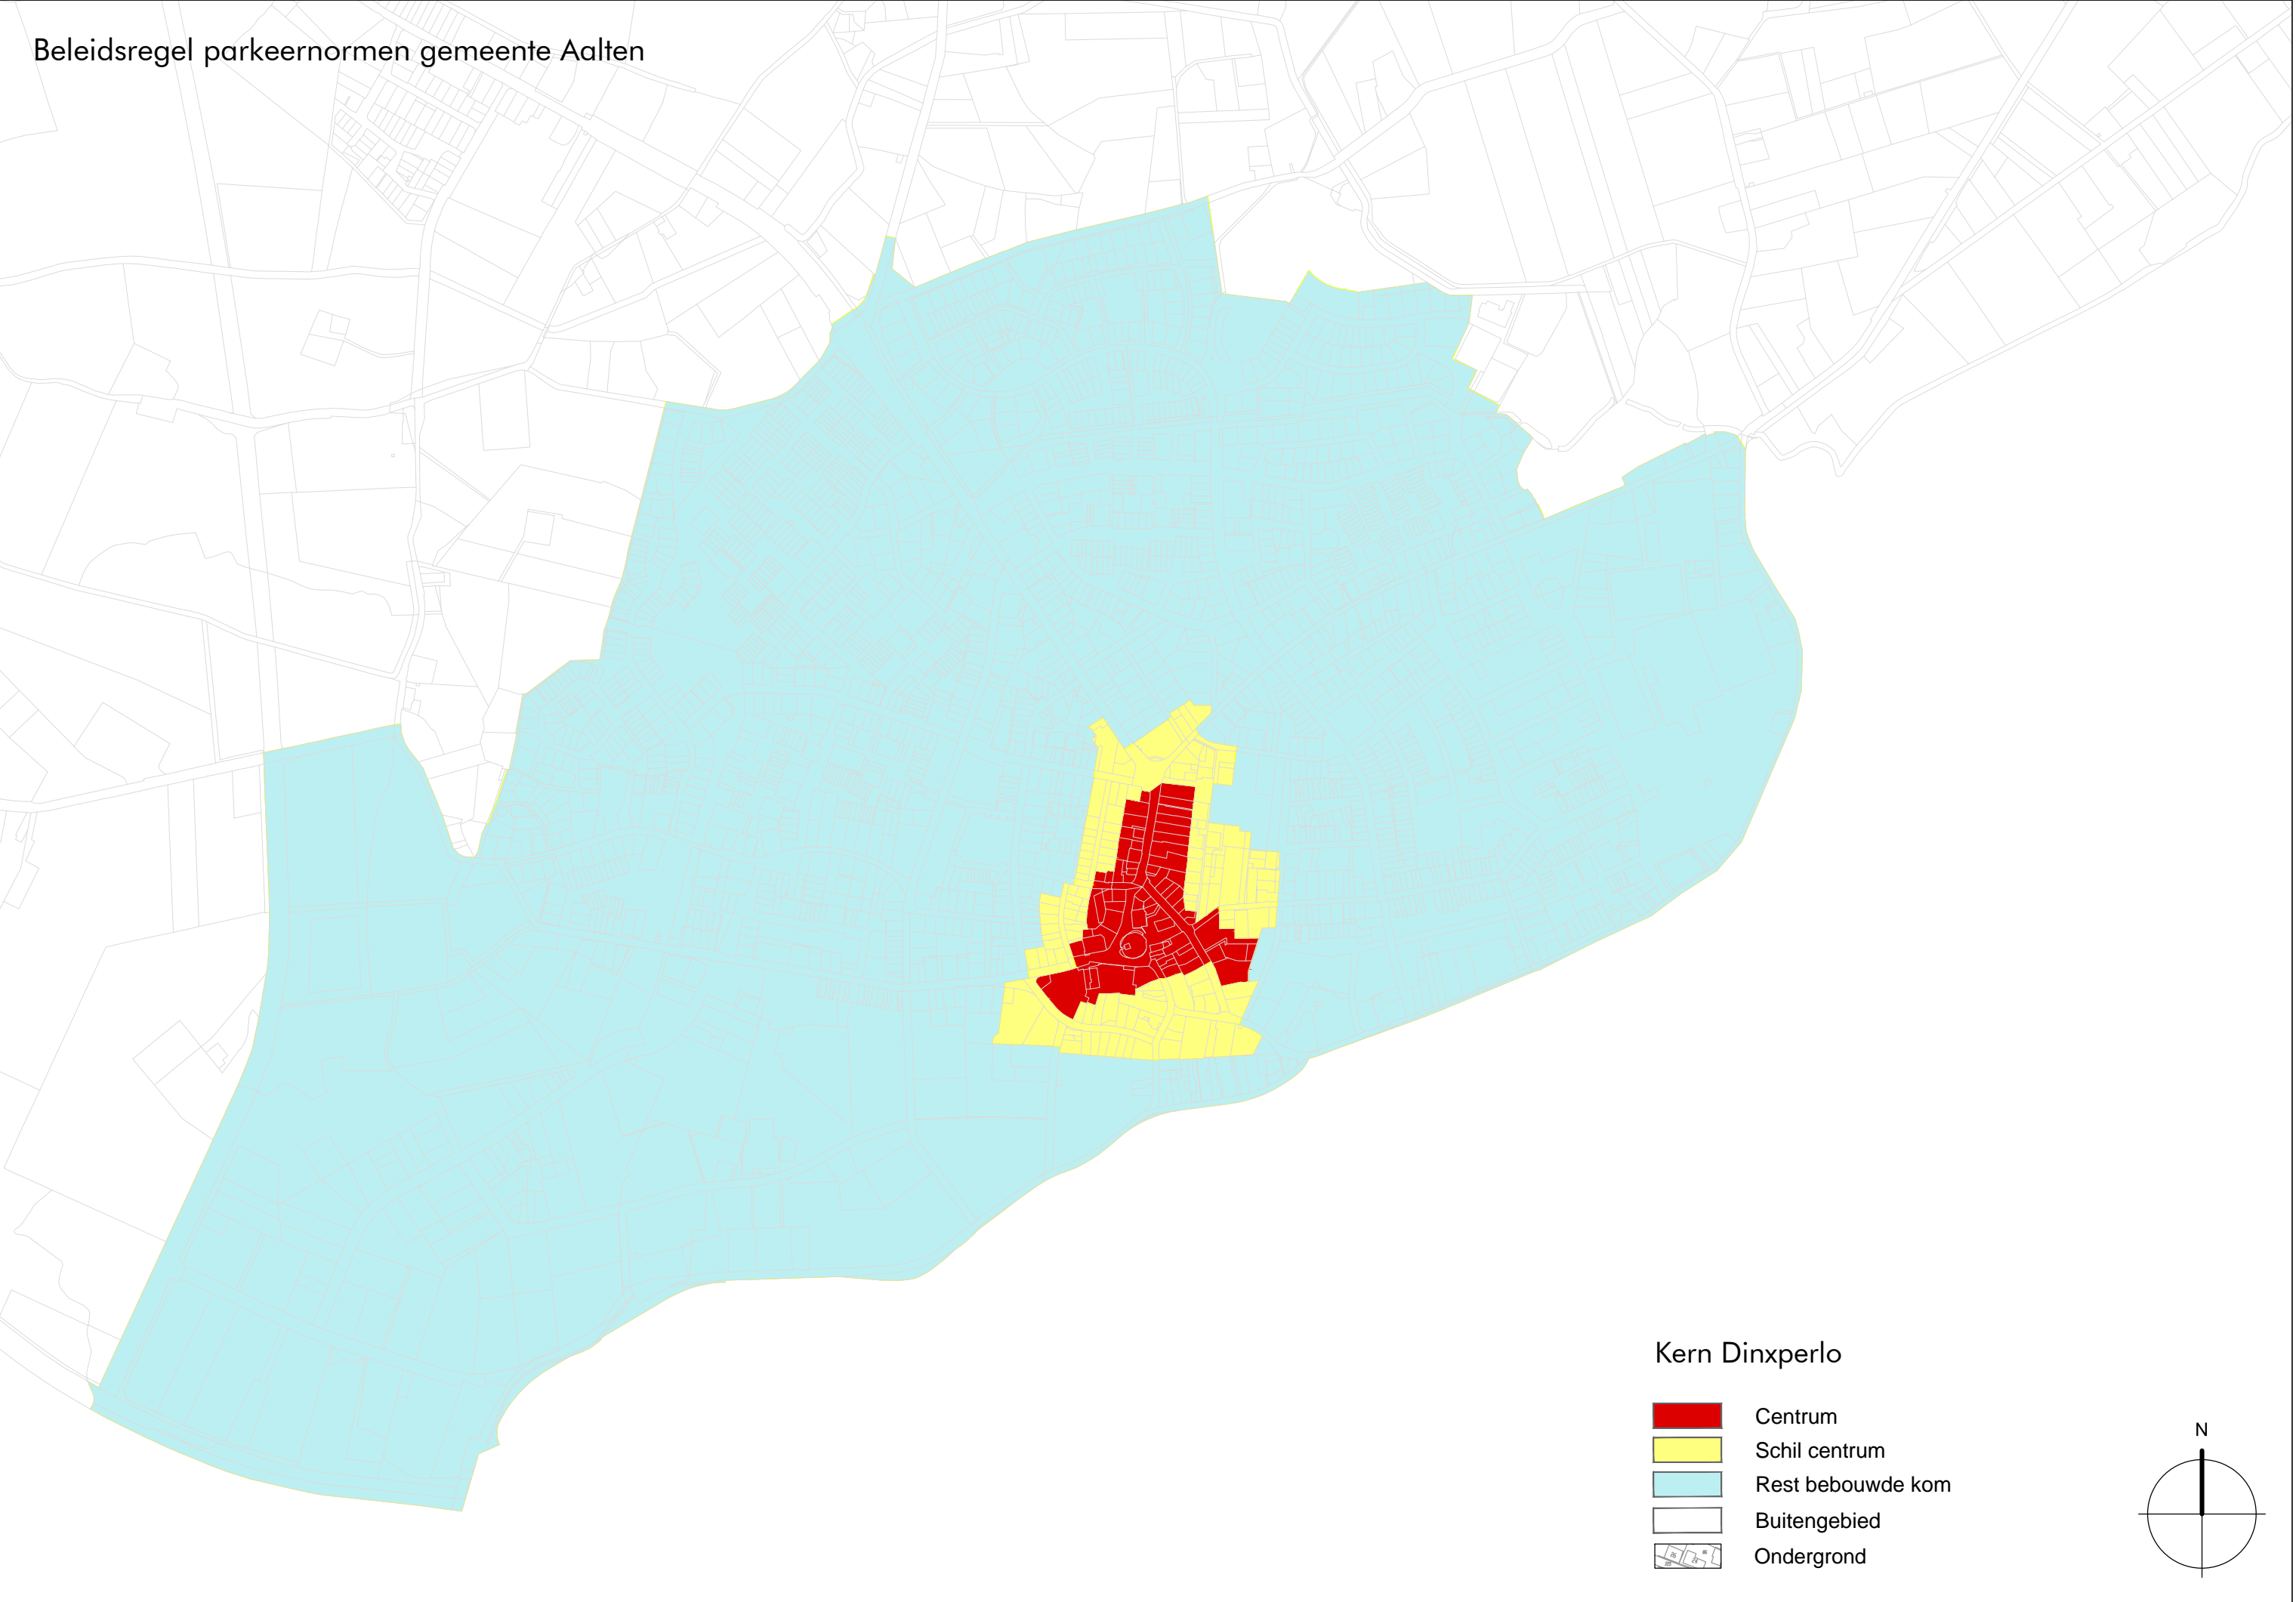 Beleidsregel parkeernormen gemeente Aalten
Kern Dinxperlo
Centrum
Schil centrum
Rest bebouwde kom
Buitengebied
Ondergrond
N